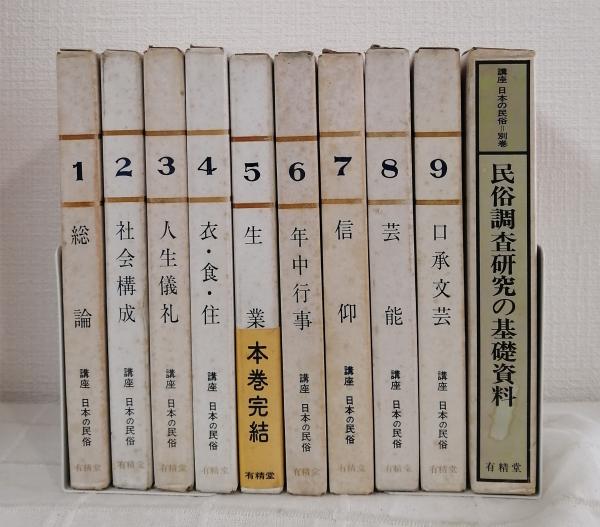 1
総論
講座 日本の民俗
有精堂
2
社会構成
講座 日本の民俗
有精堂
3
人生儀礼
講座 日本の民俗
有精堂
4
衣・食・住
講座 日本の民俗
有精堂
5
生業
本巻完結
有精堂
6
年中行事
講座 日本の民俗
有精堂
7
信仰
講座 日本の民俗
有精堂
8
芸能
講座 日本の民俗
有精堂
9
口承文芸
講座 日本の民俗
有精堂
講座 日本の民俗=別巻
民俗調査研究の基礎資料
有精堂